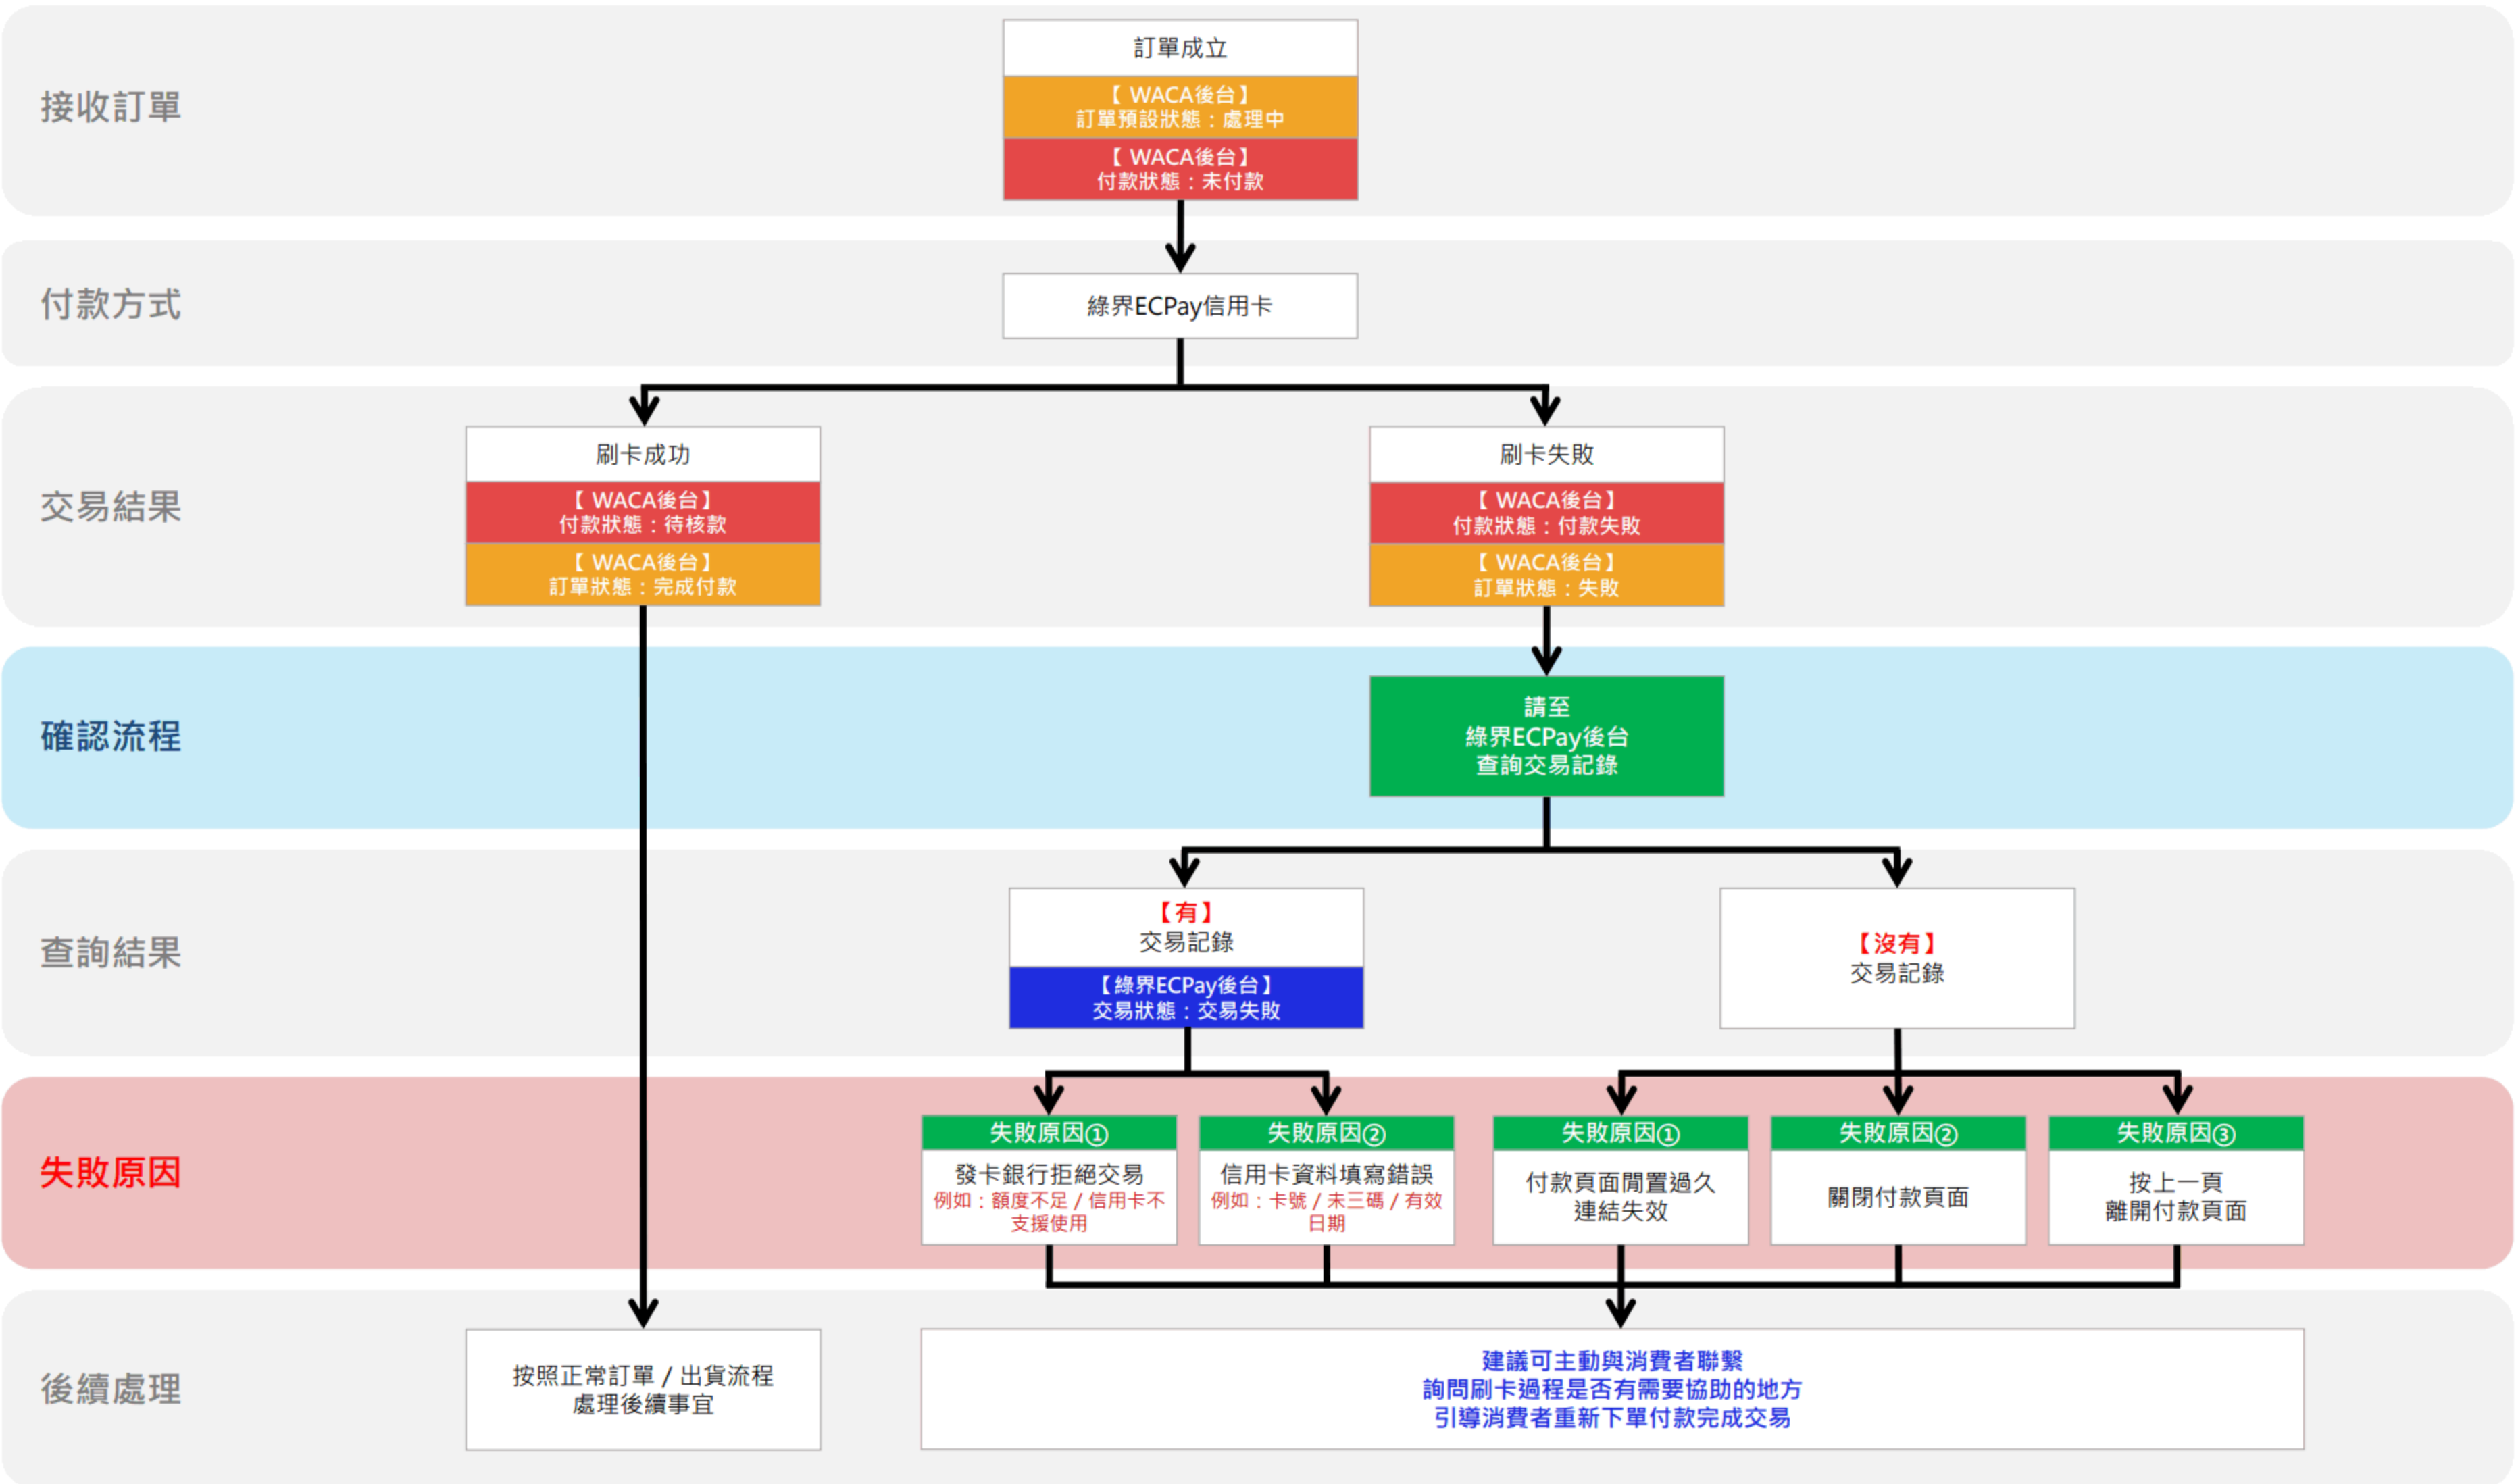 接收訂單
訂單成立
【 WACA後台】
訂單預設狀態：處理中
【 WACA後台】
付款狀態：未付款
付款方式
綠界ECPay信用卡
交易結果
刷卡成功
【 WACA後台】
付款狀態：待核款
【 WACA後台】
訂單狀態：完成付款
刷卡失敗
【 WACA後台】
付款狀態：付款失敗
【 WACA後台】
訂單狀態：失敗
確認流程
請至
綠界ECPay後台
查詢交易記錄
查詢結果
【有】
交易記錄
【綠界ECPay後台】
交易狀態：交易失敗
【沒有】
交易記錄
失敗原因
失敗原因①
發卡銀行拒絕交易
例如：額度不足 / 信用卡不
支援使用
失敗原因②
信用卡資料填寫錯誤
例如：卡號 / 未三碼 / 有效
日期
失敗原因①
付款頁面閒置過久
連結失效
失敗原因②
關閉付款頁面
失敗原因③
按上一頁
離開付款頁面
後續處理
按照正常訂單 / 出貨流程
處理後續事宜
建議可主動與消費者聯繫
詢問刷卡過程是否有需要協助的地方
引導消費者重新下單付款完成交易